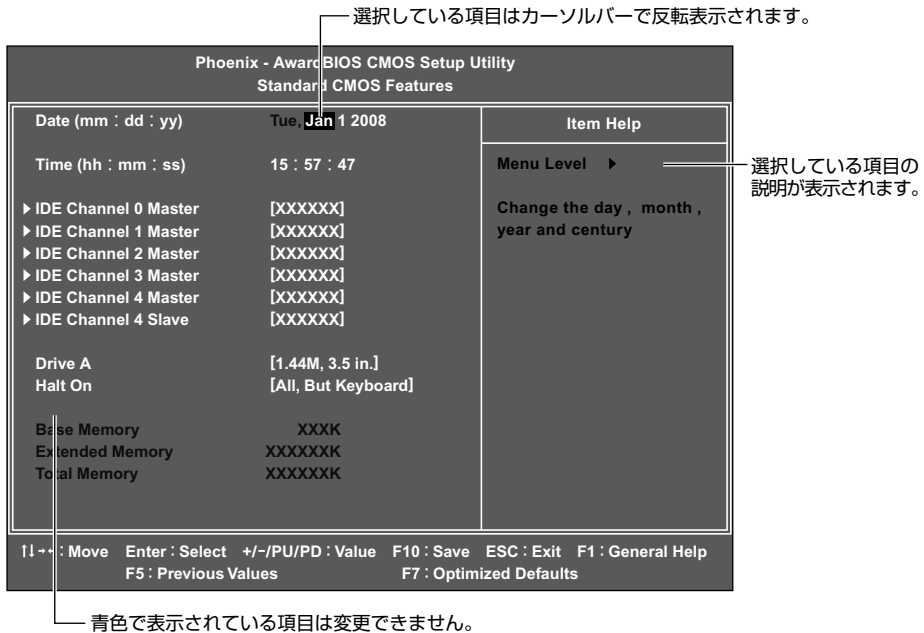 選択している項目はカーソルバーで反転表示されます。
Phoenix - AwardBIOS CMOS Setup Utility
Standard CMOS Features
Date (mm : dd : yy) Tue, Jan 1 2008
Item Help
Time (hh : mm : ss) 15 : 57 : 47
Menu Level ▶
選択している項目の
説明が表示されます。
▶ IDE Channel 0 Master [XXXXXX]
Change the day , month ,
▶ IDE Channel 1 Master [XXXXXX]
year and century
▶ IDE Channel 2 Master [XXXXXX]
▶ IDE Channel 3 Master [XXXXXX]
▶ IDE Channel 4 Master [XXXXXX]
▶ IDE Channel 4 Slave [XXXXXX]
Drive A [1.44M, 3.5 in.]
Halt On [All, But Keyboard]
Base Memory XXXK
Extended Memory XXXXXXK
Total Memory XXXXXXK
↑↓→←: Move Enter : Select +/-/PU/PD : Value F10 : Save ESC : Exit F1 : General Help
F5 : Previous Values F7 : Optimized Defaults
青色で表示されている項目は変更できません。